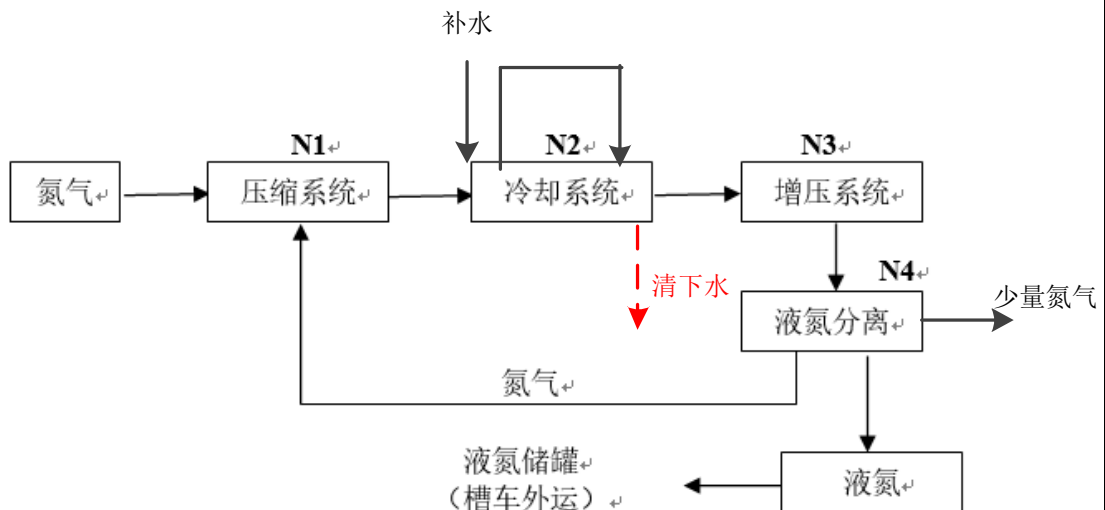 补水
N1
N2
N3
氮气
压缩系统
冷却系统
增压系统
N4
清下水
少量氮气
液氮分离
氮气
液氮储罐
（槽车外运）
液氮